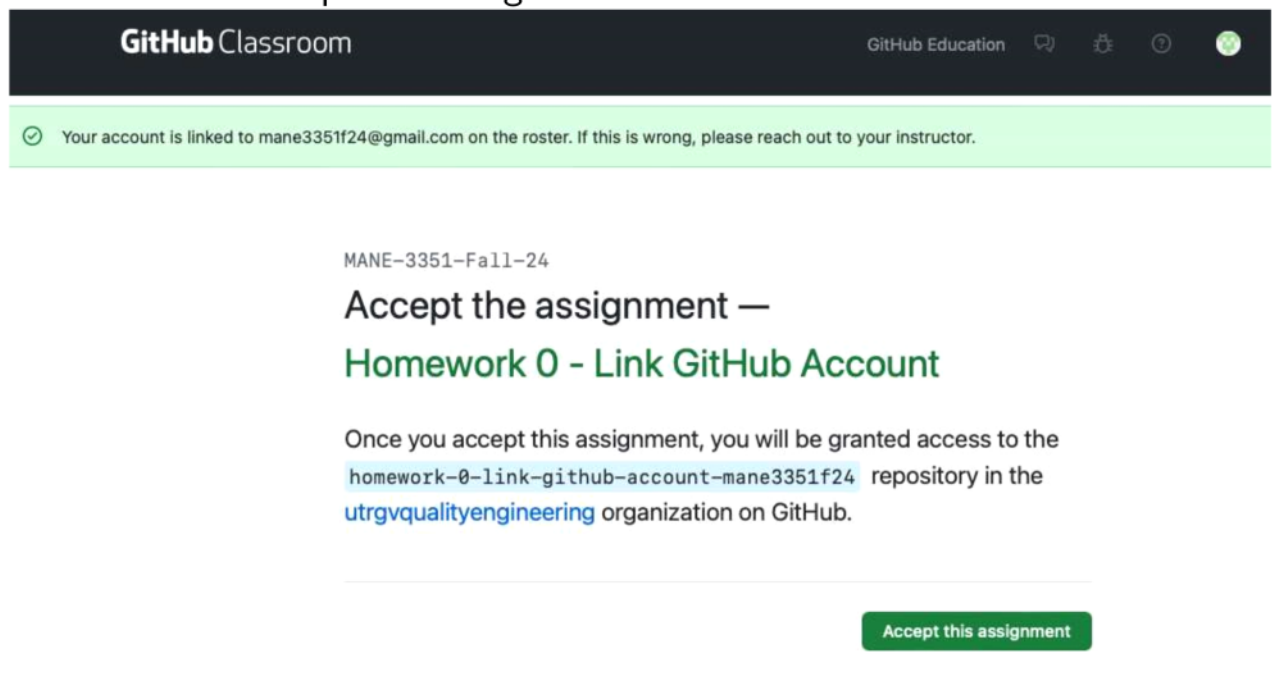 GitHub Classroom
GitHub Education
Your account is linked to mane3351f24@gmail.com on the roster. If this is wrong, please reach out to your instructor.
MANE-3351-Fall-24
Accept the assignment —
Homework 0 - Link GitHub Account
Once you accept this assignment, you will be granted access to the
homework-0-link-github-account-mane3351f24 repository in the
utrgvqualityengineering organization on GitHub.
Accept this assignment